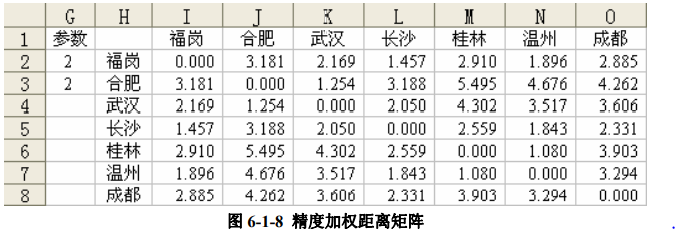 G H I J K L M N O
1 参数 福岗 合肥 武汉 长沙 桂林 温州 成都
2 2 福岗 0.000 3.181 2.169 1.457 2.910 1.896 2.885
3 2 合肥 3.181 0.000 1.254 3.188 5.495 4.676 4.262
4 武汉 2.169 1.254 0.000 2.050 4.302 3.517 3.606
5 长沙 1.457 3.188 2.050 0.000 2.559 1.843 2.331
6 桂林 2.910 5.495 4.302 2.559 0.000 1.080 3.903
7 温州 1.896 4.676 3.517 1.843 1.080 0.000 3.294
8 成都 2.885 4.262 3.606 2.331 3.903 3.294 0.000
图 6-1-8 精度加权距离矩阵